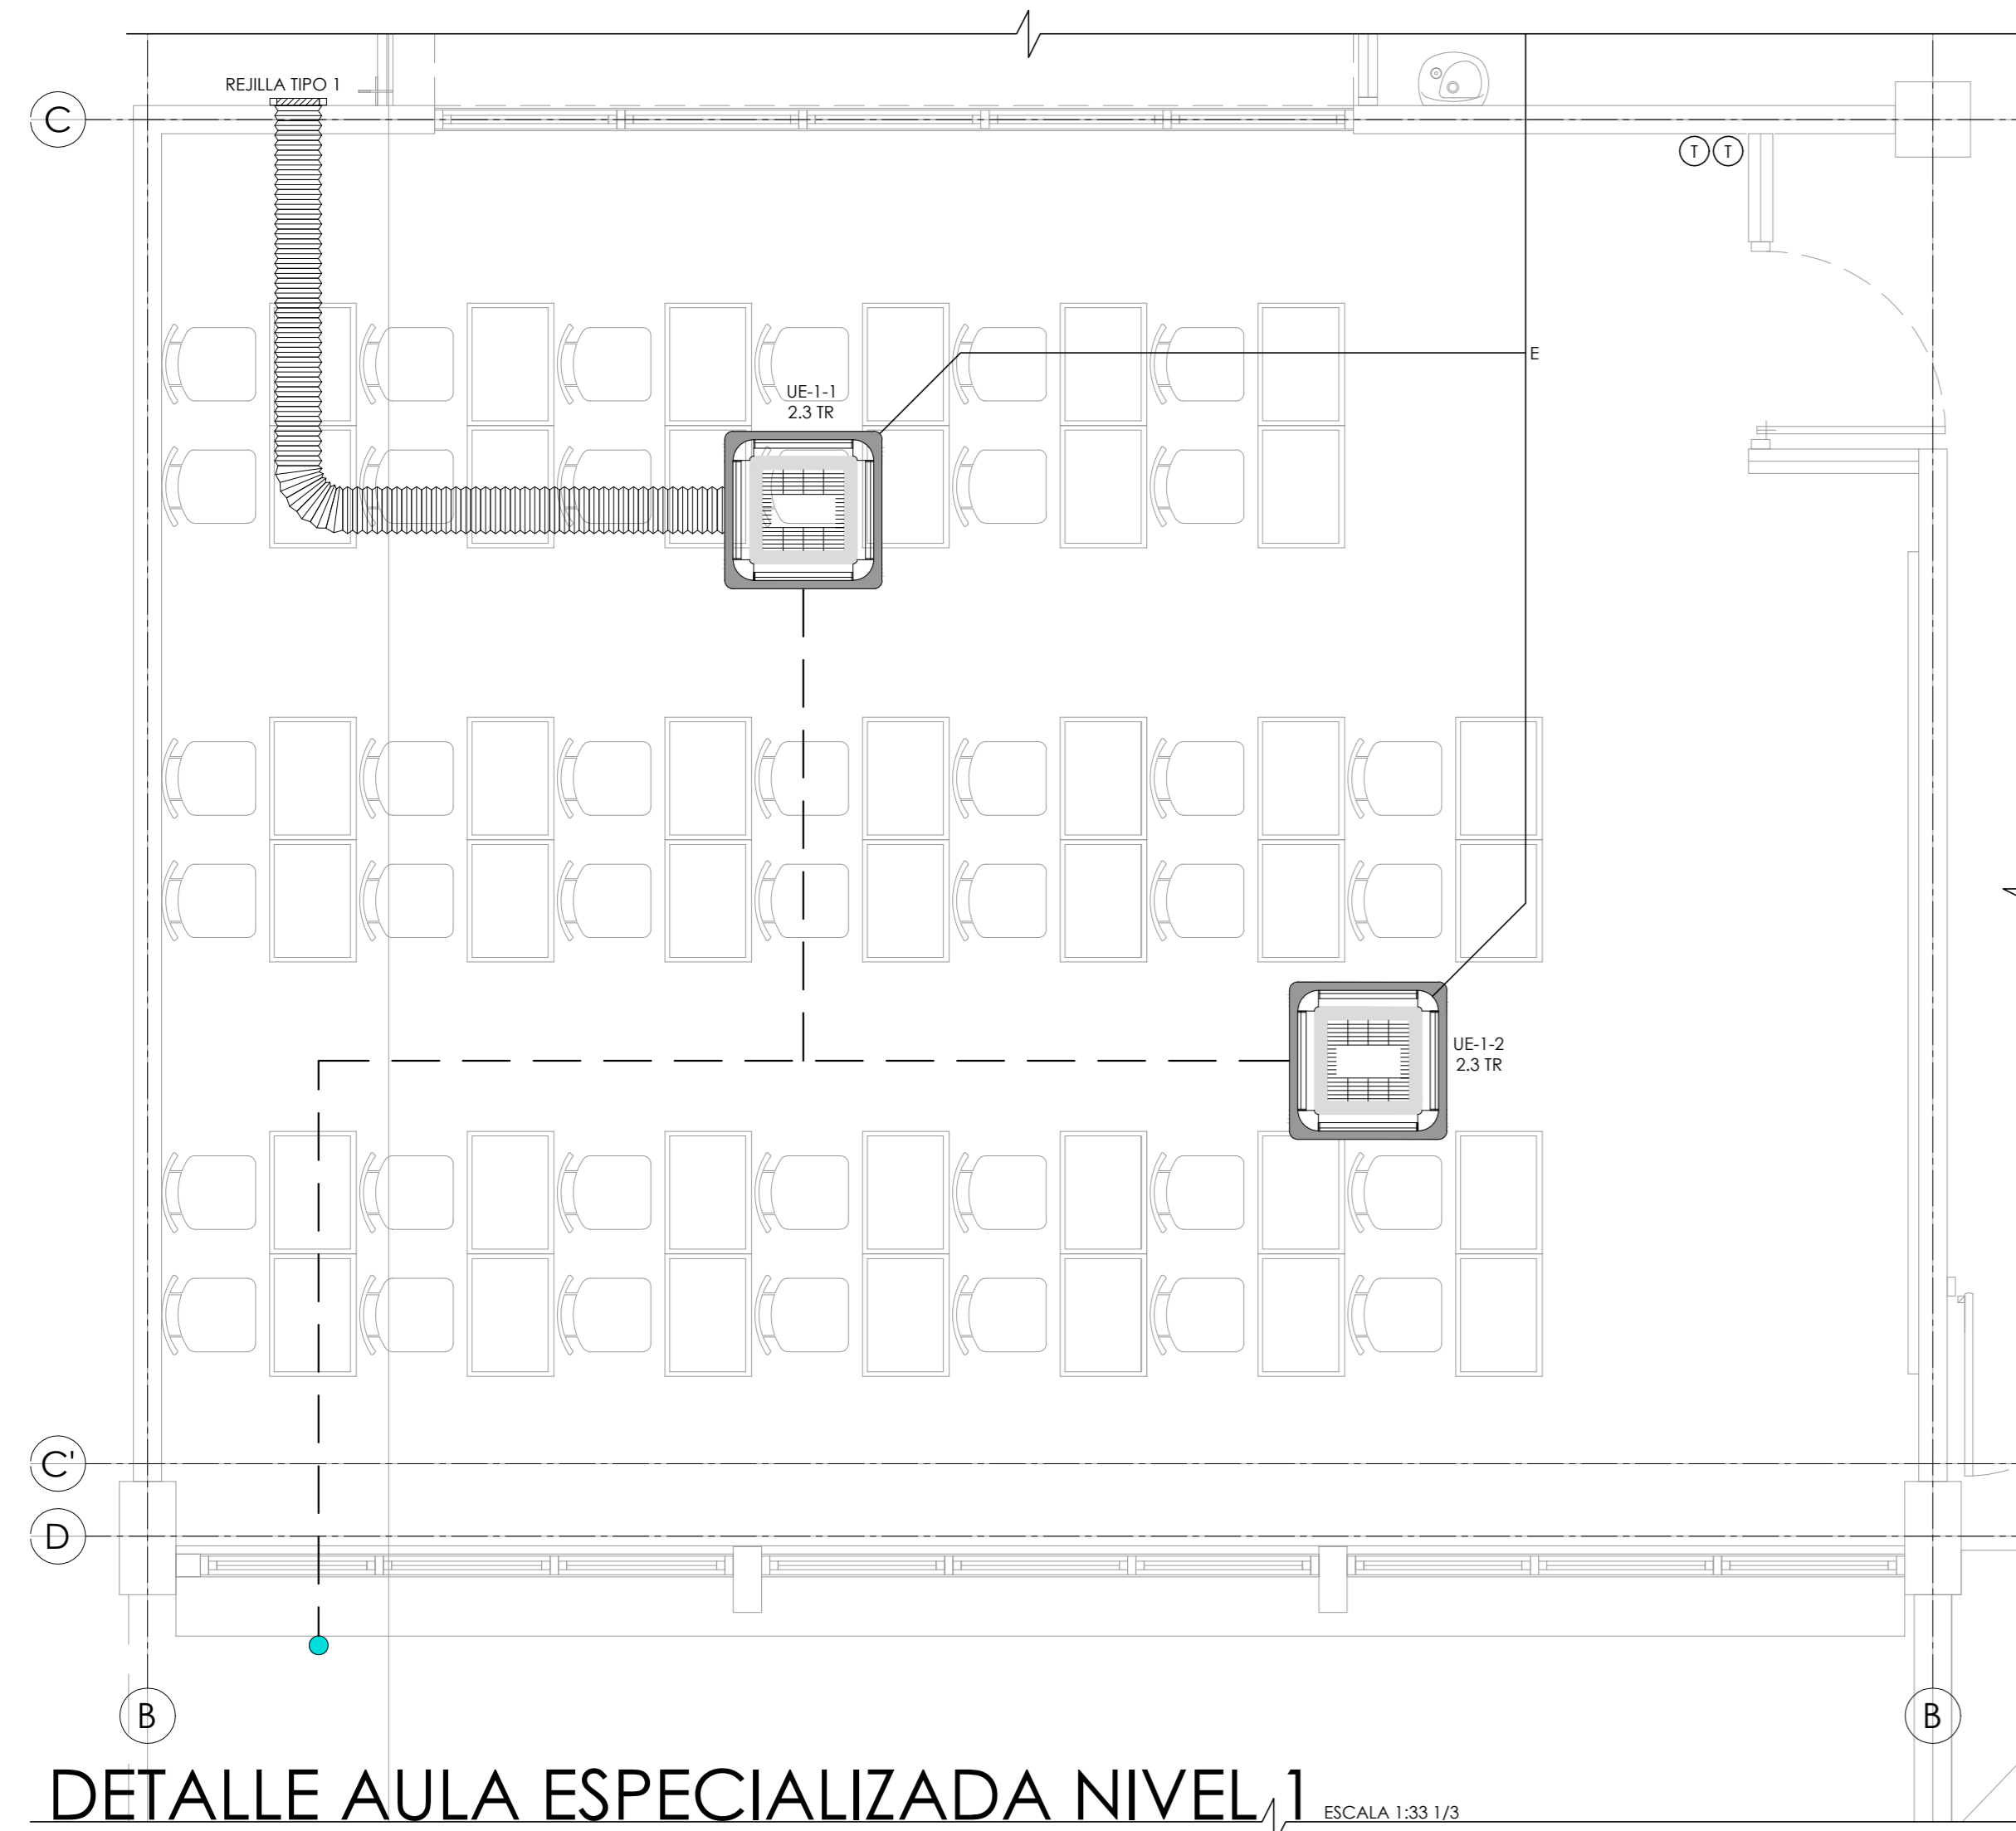 REJILLA TIPO 1
C
T T
E
UE-1-1
2.3 TR
UE-1-2
2.3 TR
C'
D
B
B
DETALLE AULA ESPECIALIZADA NIVEL 1
ESCALA 1:33 1/3